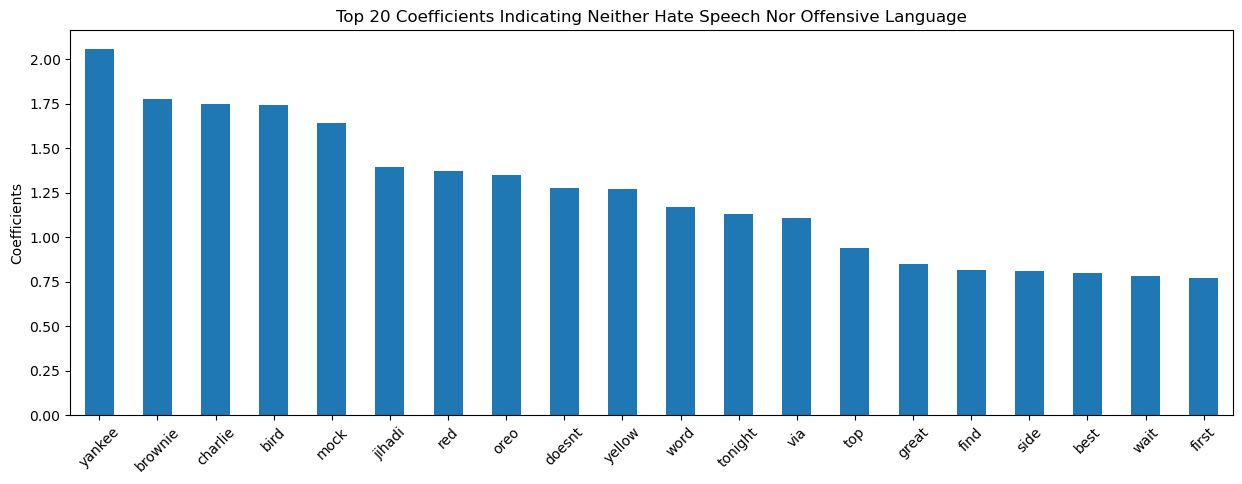 Top 20 Coefficients Indicating Neither Hate Speech Nor Offensive Language
Coefficients
2.00
1.75
1.50
1.25
1.00
0.75
0.50
0.25
0.00
yankee
brownie
charlie
bird
mock
jihadi
red
oreo
doesnt
yellow
word
tonight
via
top
great
find
side
best
wait
first